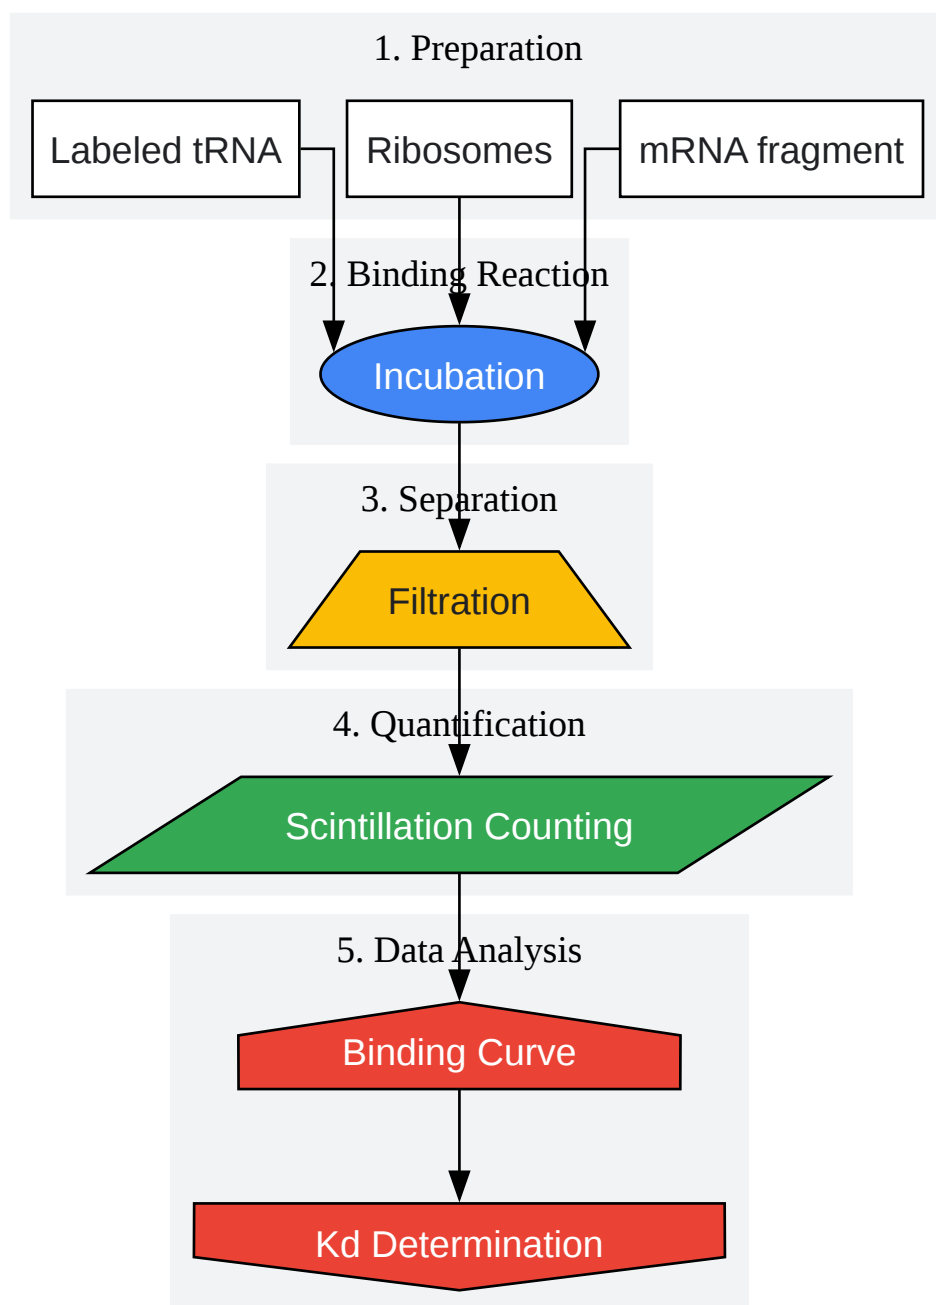 1. Preparation
Labeled tRNA
Ribosomes
mRNA fragment
2. Binding Reaction
Incubation
3. Separation
Filtration
4. Quantification
Scintillation Counting
5. Data Analysis
Binding Curve
Kd Determination